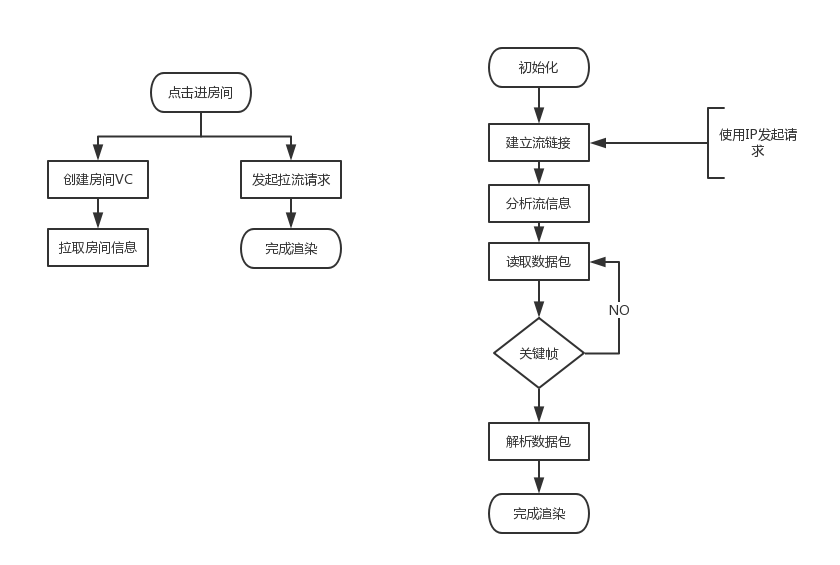 点击进房间
创建房间VC
发起拉流请求
拉取房间信息
完成渲染
初始化
建立流链接
使用IP发起请
求
分析流信息
读取数据包
NO
关键帧
解析数据包
完成渲染